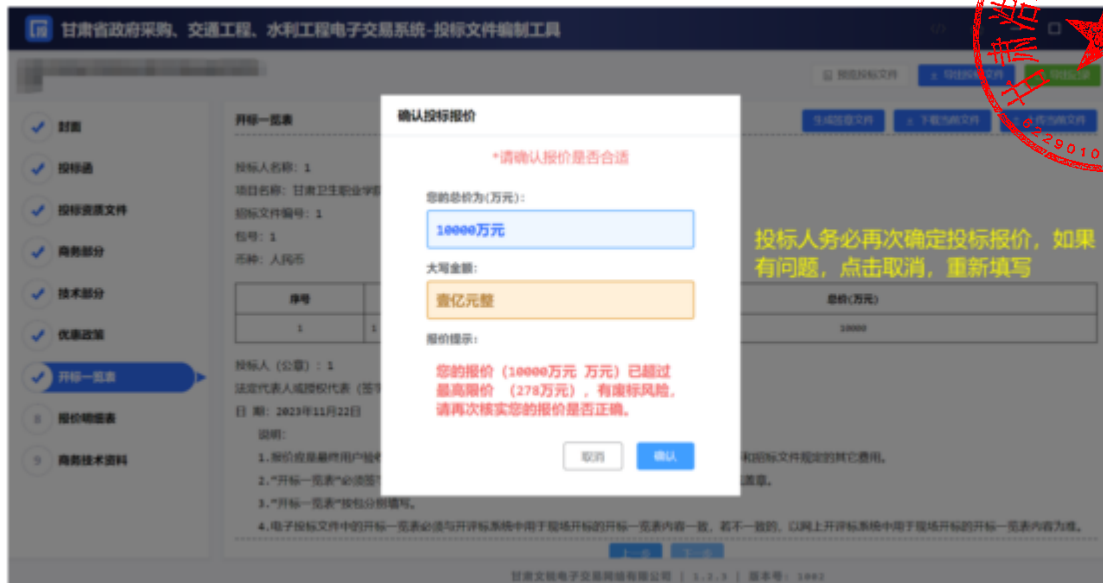 甘肃省政府采购、交通工程、水利工程电子交易系统-投标文件编制工具
预览投标文件
封面
投标函
投标资质文件
商务部分
技术部分
优惠政策
开标一览表
8 报价明细表
9 商务技术资料
开标一览表
生成签章文件
下载当前文件
上传当前文件
投标人名称：1
项目名称：甘肃卫生职业学院
招标文件编号：1
包号：1
币种：人民币
序号
总价(万元)
1
1
10000
投标人（公章）：1
法定代表人或授权代表（签字
日 期：2023年11月22日
说明：
1.报价应是最终用户验收
和招标文件规定的其它费用。
2."开标一览表"必须签
盖章。
3."开标一览表"按包分别填写。
4.电子投标文件中的开标一览表必须与开评标系统中用于现场开标的开标一览表内容一致，若不一致的，以网上开评标系统中用于现场开标的开标一览表内容为准。
上一步
下一步
确认投标报价
*请确认报价是否合适
您的总价为(万元)：
10000万元
大写金额：
壹亿元整
报价提示：
您的报价（10000万元 万元）已超过
最高限价 （278万元），有废标风险，
请再次核实您的报价是否正确。
取消
确认
投标人务必再次确定投标报价，如果
有问题，点击取消，重新填写
甘肃文锐电子交易网络有限公司 | 1.2.3 | 版本号：1002